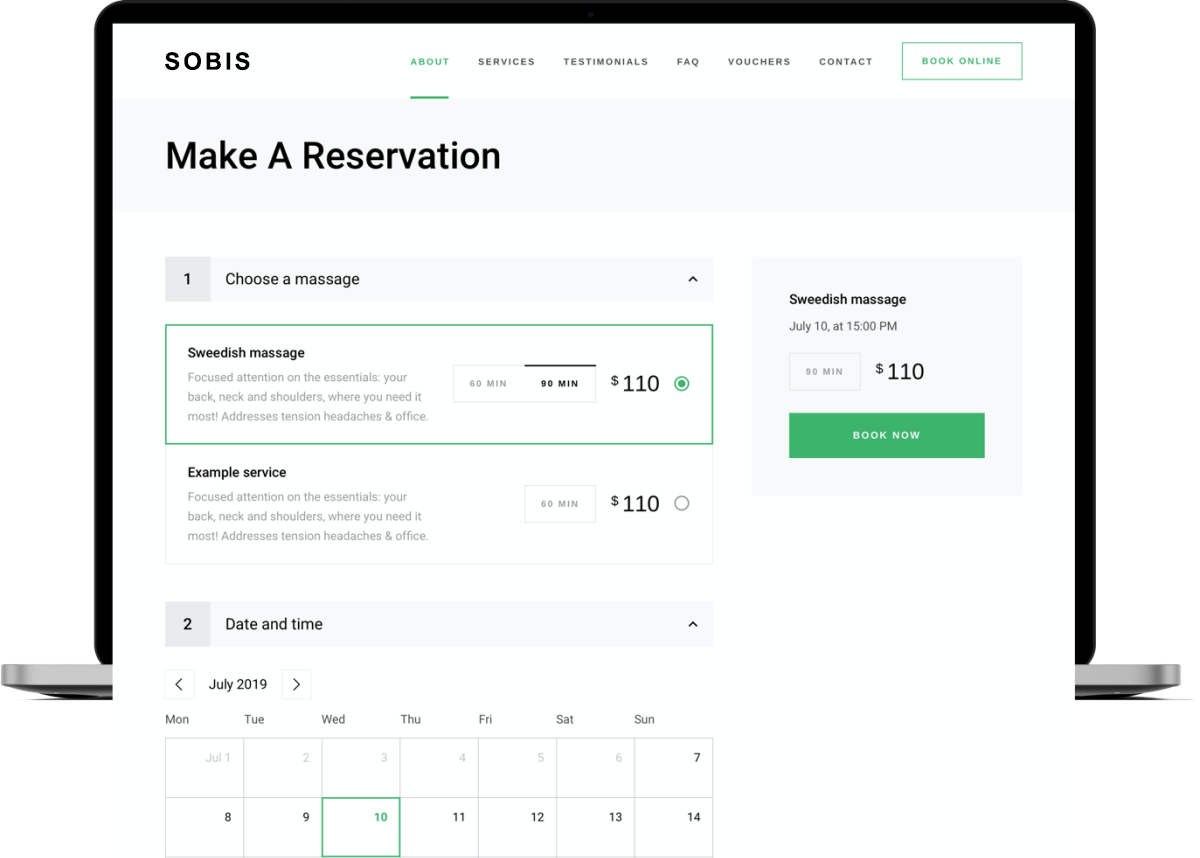 SOBIS
ABOUT SERVICES TESTIMONIALS FAQ VOUCHERS CONTACT BOOK ONLINE
Make A Reservation
1 Choose a massage
Sweedish massage
Focused attention on the essentials: your
back, neck and shoulders, where you need it
most! Addresses tension headaches & office.
60 MIN 90 MIN $110
Example service
Focused attention on the essentials: your
back, neck and shoulders, where you need it
most! Addresses tension headaches & office.
60 MIN $110
Sweedish massage
July 10, at 15:00 PM
90 MIN $110
BOOK NOW
2 Date and time
July 2019
Mon Tue Wed Thu Fri Sat Sun
Jul 1 2 3 4 5 6 7
8 9 10 11 12 13 14